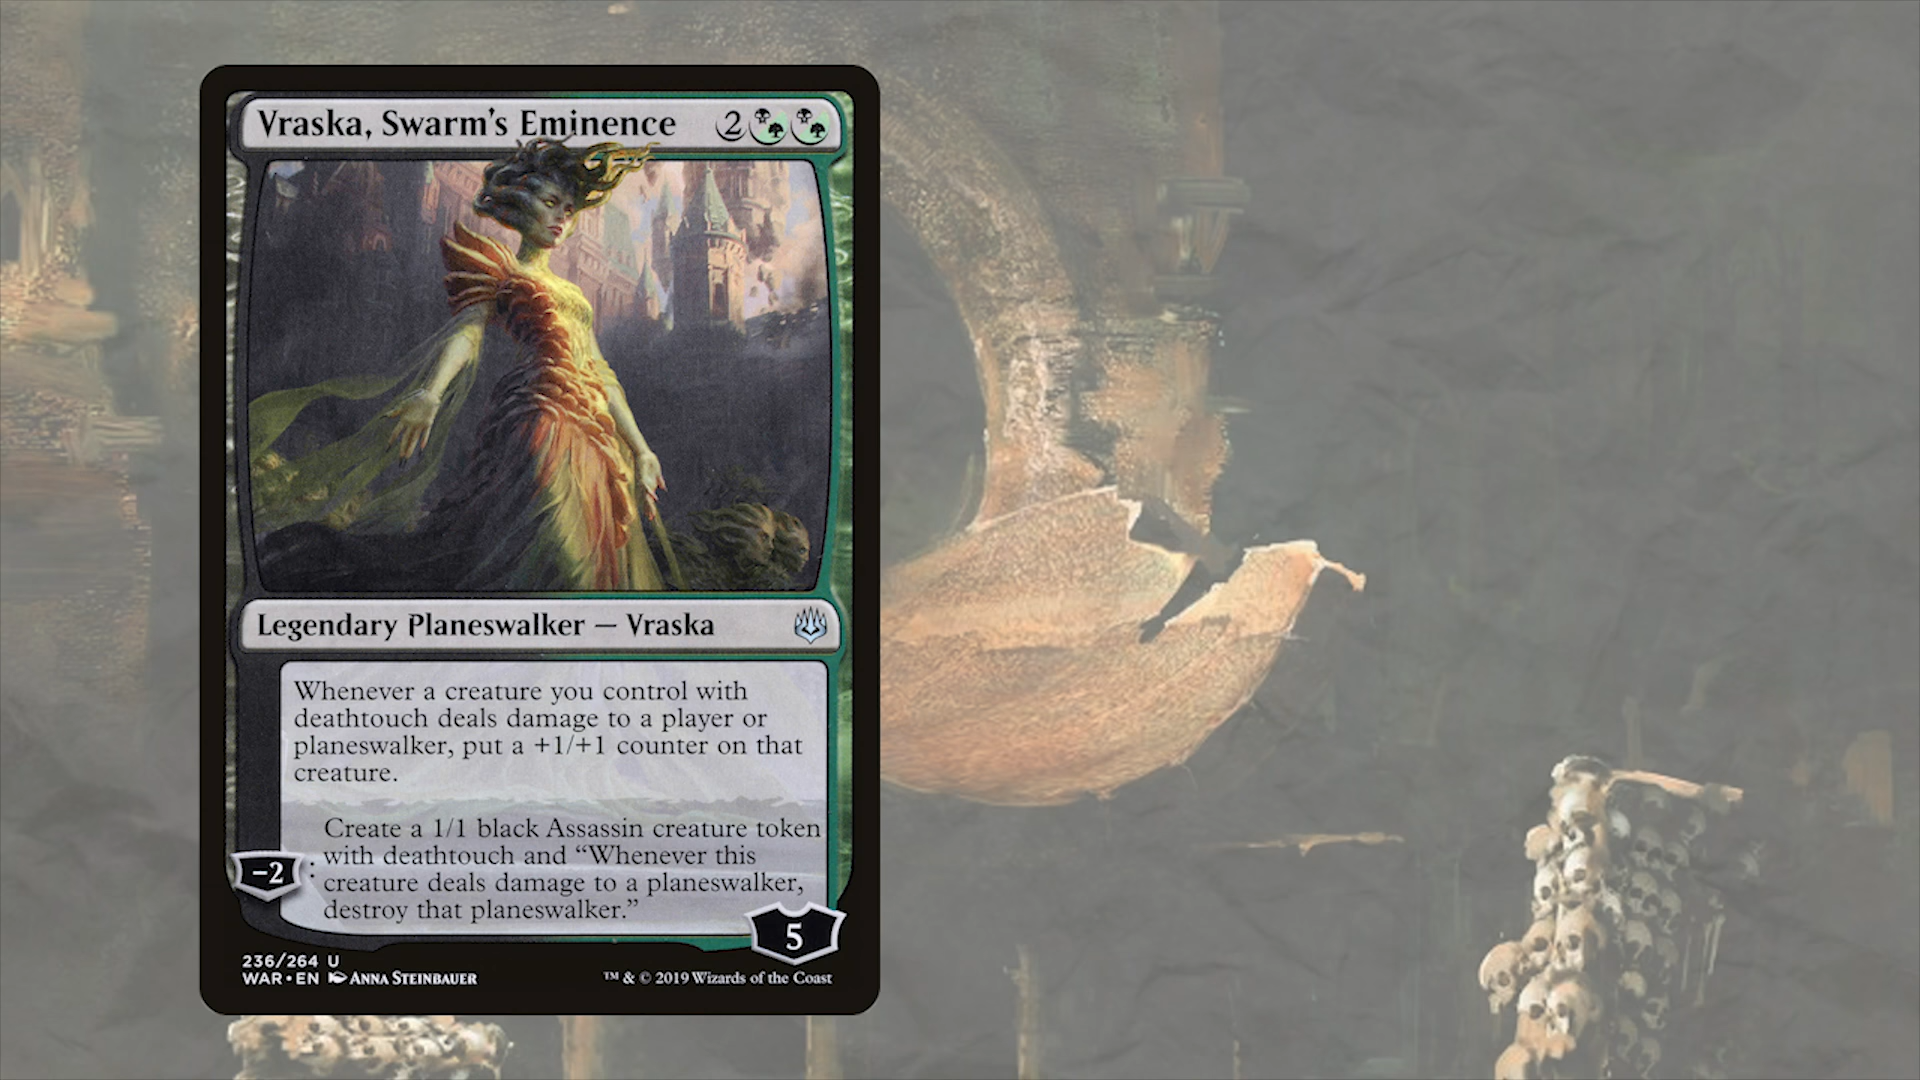 Vraska, Swarm's Eminence 2
Legendary Planeswalker — Vraska
Whenever a creature you control with
deathtouch deals damage to a player or
planeswalker, put a +1/+1 counter on that
creature.
−2 : Create a 1/1 black Assassin creature token
with deathtouch and “Whenever this
creature deals damage to a planeswalker,
destroy that planeswalker.”
5
236/264 U
WAR • EN ANNA STEINBAUER
™ & © 2019 Wizards of the Coast